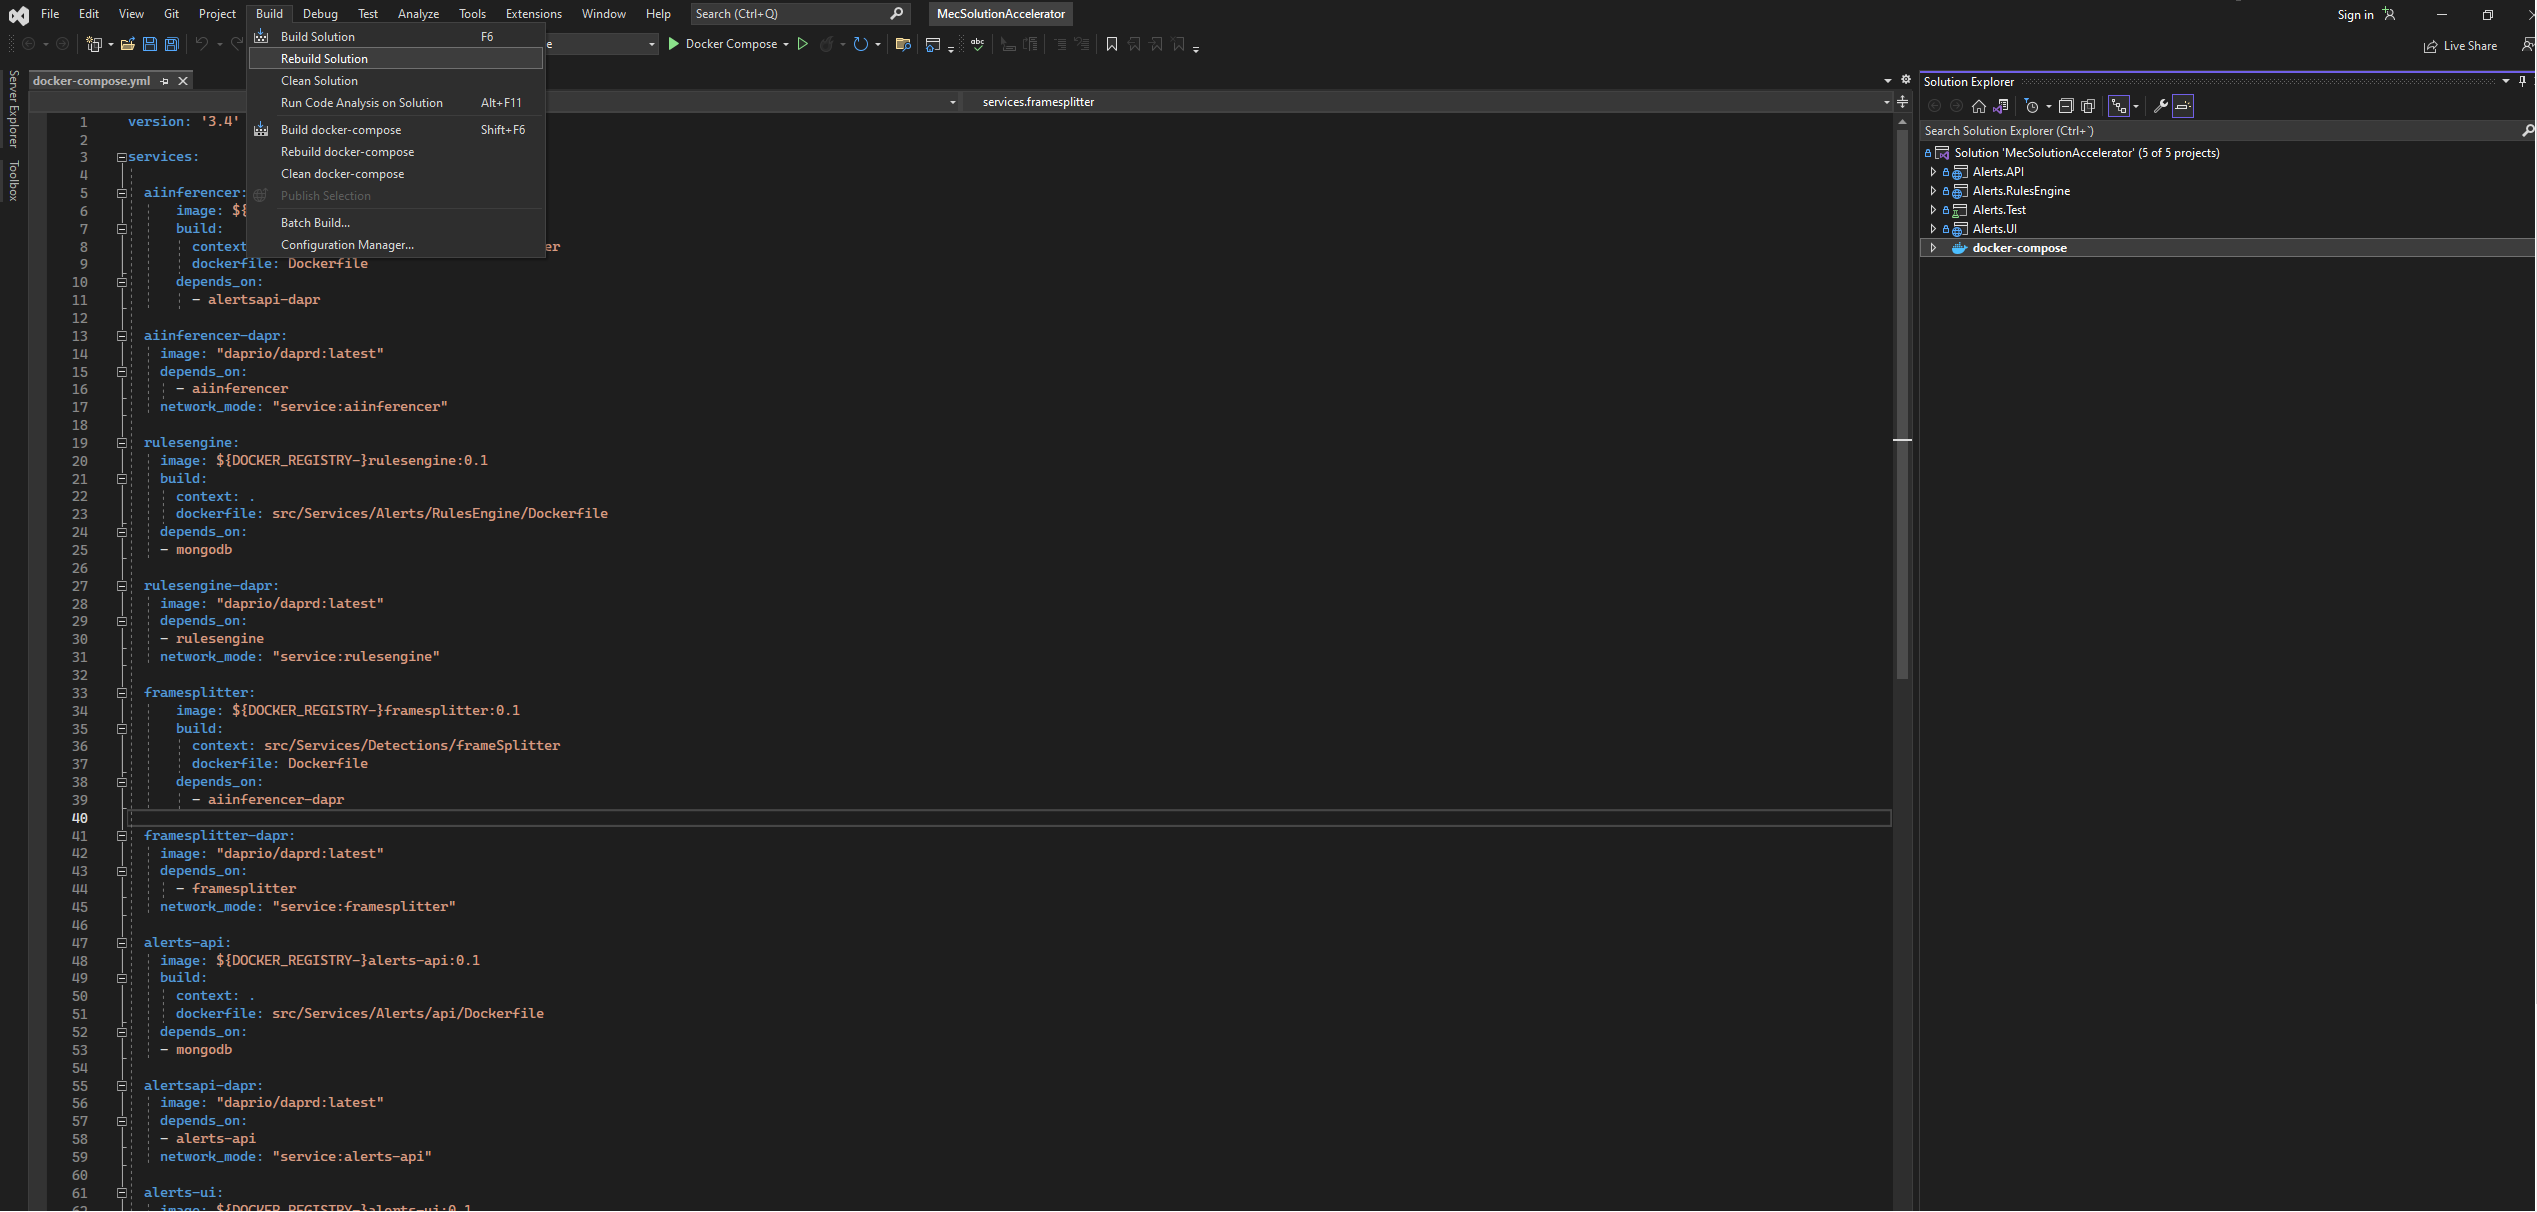 File Edit View Git Project Build Debug Test Analyze Tools Extensions Window Help Search (Ctrl+Q) MecSolutionAccelerator Sign in
Docker Compose Live Share
Build Solution F6
Rebuild Solution
Clean Solution
Run Code Analysis on Solution Alt+F11
Build docker-compose Shift+F6
Rebuild docker-compose
Clean docker-compose
Publish Selection
Batch Build...
Configuration Manager...
Server Explorer
Toolbox
docker-compose.yml
services.framesplitter
1 version: '3.4'
2
3 services:
4
5 aiinferencer:
6 image: ${
7 build:
8 context er
9 dockerfile: Dockerfile
10 depends_on:
11 - alertsapi-dapr
12
13 aiinferencer-dapr:
14 image: "daprio/daprd:latest"
15 depends_on:
16 - aiinferencer
17 network_mode: "service:aiinferencer"
18
19 rulesengine:
20 image: ${DOCKER_REGISTRY-}rulesengine:0.1
21 build:
22 context: .
23 dockerfile: src/Services/Alerts/RulesEngine/Dockerfile
24 depends_on:
25 - mongodb
26
27 rulesengine-dapr:
28 image: "daprio/daprd:latest"
29 depends_on:
30 - rulesengine
31 network_mode: "service:rulesengine"
32
33 framesplitter:
34 image: ${DOCKER_REGISTRY-}framesplitter:0.1
35 build:
36 context: src/Services/Detections/frameSplitter
37 dockerfile: Dockerfile
38 depends_on:
39 - aiinferencer-dapr
40
41 framesplitter-dapr:
42 image: "daprio/daprd:latest"
43 depends_on:
44 - framesplitter
45 network_mode: "service:framesplitter"
46
47 alerts-api:
48 image: ${DOCKER_REGISTRY-}alerts-api:0.1
49 build:
50 context: .
51 dockerfile: src/Services/Alerts/api/Dockerfile
52 depends_on:
53 - mongodb
54
55 alertsapi-dapr:
56 image: "daprio/daprd:latest"
57 depends_on:
58 - alerts-api
59 network_mode: "service:alerts-api"
60
61 alerts-ui:
62 image: ${DOCKER_REGISTRY-}alerts-ui:0.1
Solution Explorer
Search Solution Explorer (Ctrl+`)
Solution 'MecSolutionAccelerator' (5 of 5 projects)
Alerts.API
Alerts.RulesEngine
Alerts.Test
Alerts.UI
docker-compose